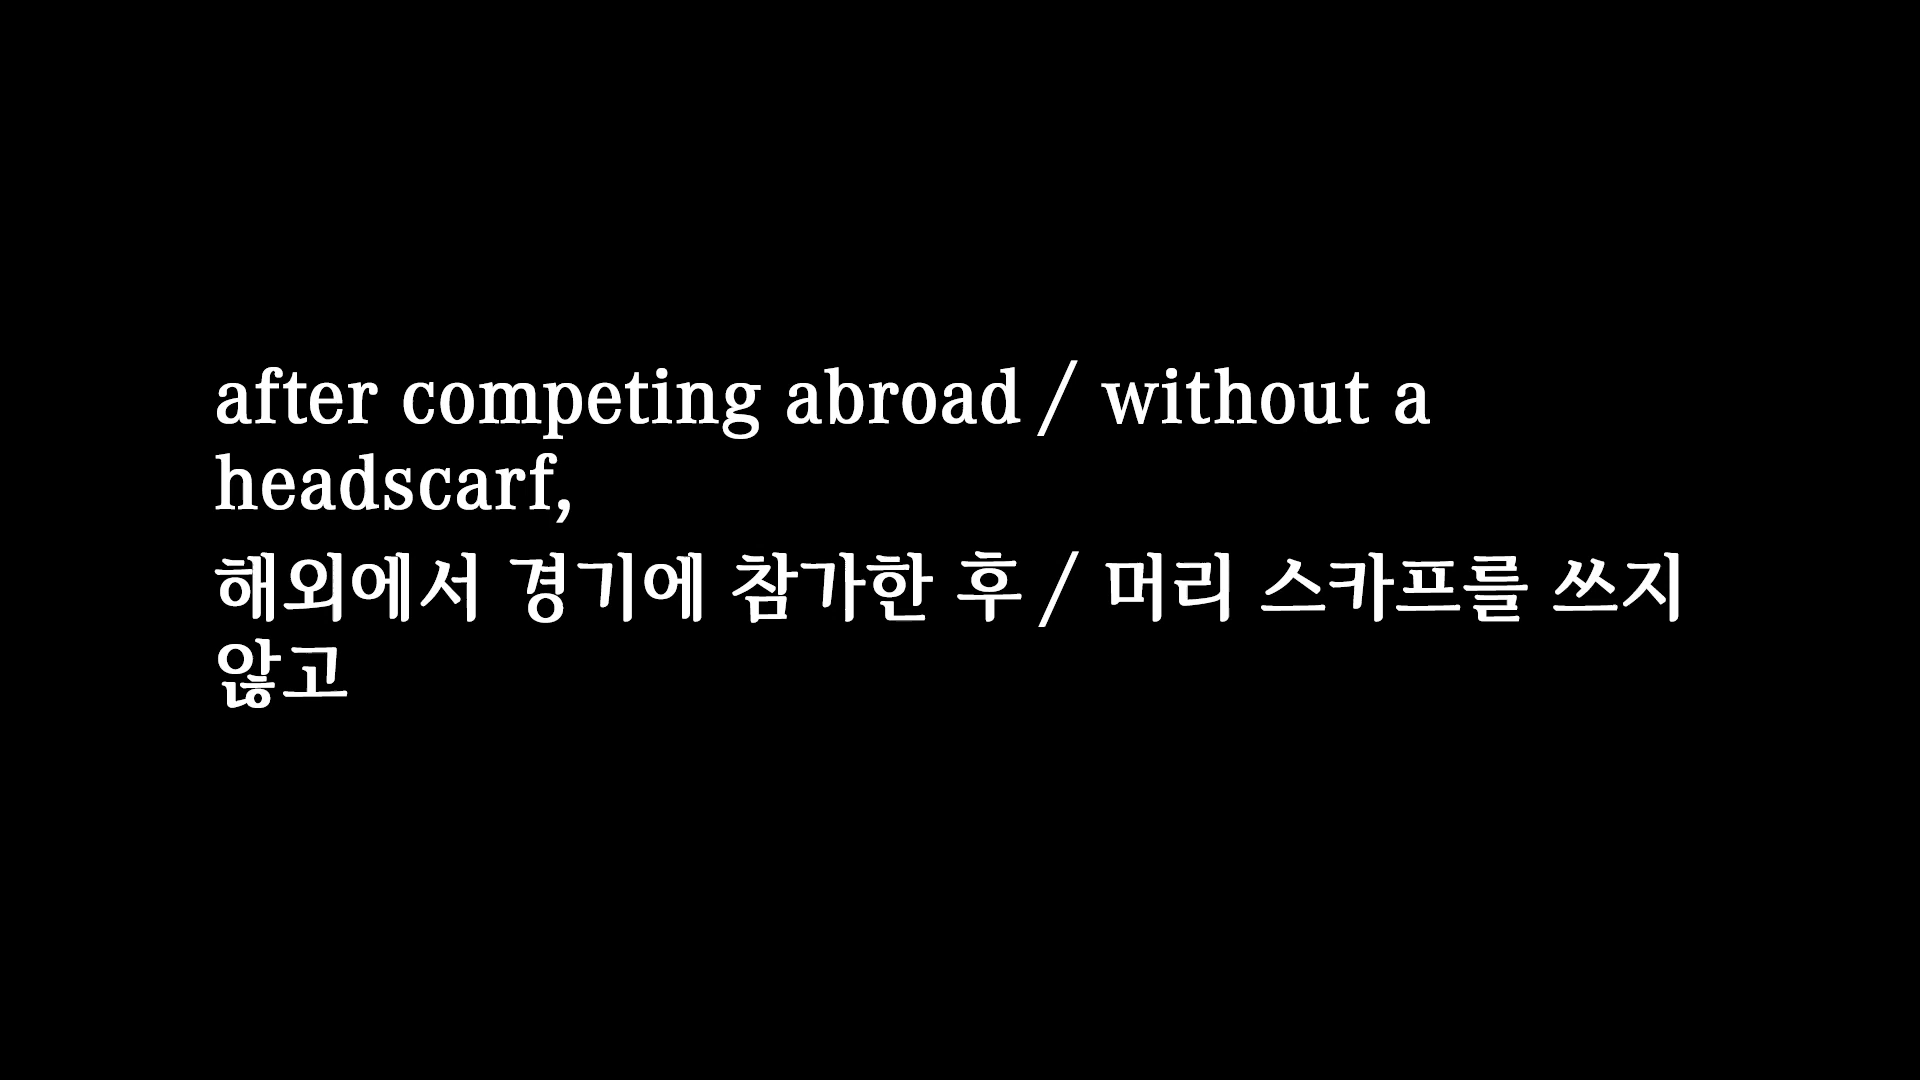 after competing abroad / without a
headscarf,
해외에서 경기에 참가한 후 / 머리 스카프를 쓰지
않고